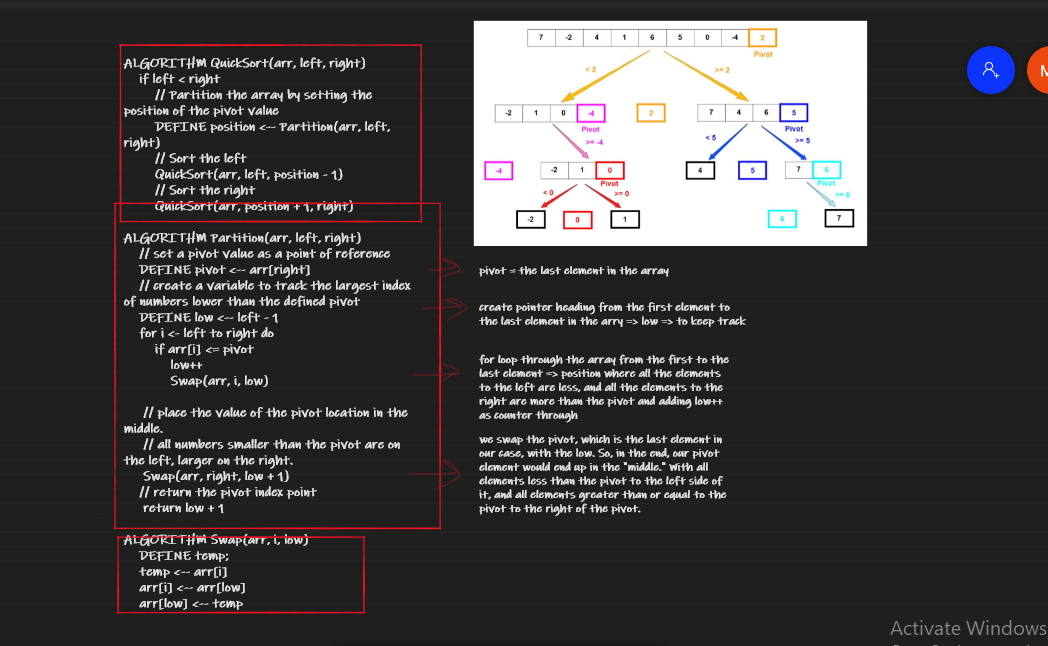 ALGORITHM QuickSort(arr, left, right)
if left < right
// Partition the array by setting the
position of the pivot value
DEFINE position <-- Partition(arr, left,
right)
// Sort the left
QuickSort(arr, left, position - 1)
// Sort the right
QuickSort(arr, position + 1, right)
ALGORITHM Partition(arr, left, right)
// set a pivot value as a point of reference
DEFINE pivot <-- arr[right]
// create a variable to track the largest index
of numbers lower than the defined pivot
DEFINE low <-- left - 1
for i <- left to right do
if arr[i] <= pivot
low++
Swap(arr, i, low)
// place the value of the pivot location in the
middle.
// all numbers smaller than the pivot are on
the left, larger on the right.
Swap(arr, right, low + 1)
// return the pivot index point
return low + 1
ALGORITHM Swap(arr, i, low)
DEFINE temp;
temp <-- arr[i]
arr[i] <-- arr[low]
arr[low] <-- temp
7 -2 4 1 6 5 0 -4 2
Pivot
< 2 >= 2
-2 1 0 -4 2 7 4 6 5
Pivot Pivot
>= -4 < 5 >= 5
-4 -2 1 0 4 5 7 6
Pivot Pivot
< 0 >= 0 >= 6
-2 0 1 6 7
pivot = the last element in the array
create pointer heading from the first element to
the last element in the arry => low => to keep track
for loop through the array from the first to the
last element => position where all the elements
to the left are less, and all the elements to the
right are more than the pivot and adding low++
as counter through
we swap the pivot, which is the last element in
our case, with the low. So, in the end, our pivot
element would end up in the "middle." With all
elements less than the pivot to the left side of
it, and all elements greater than or equal to the
pivot to the right of the pivot.
M
Activate Windows